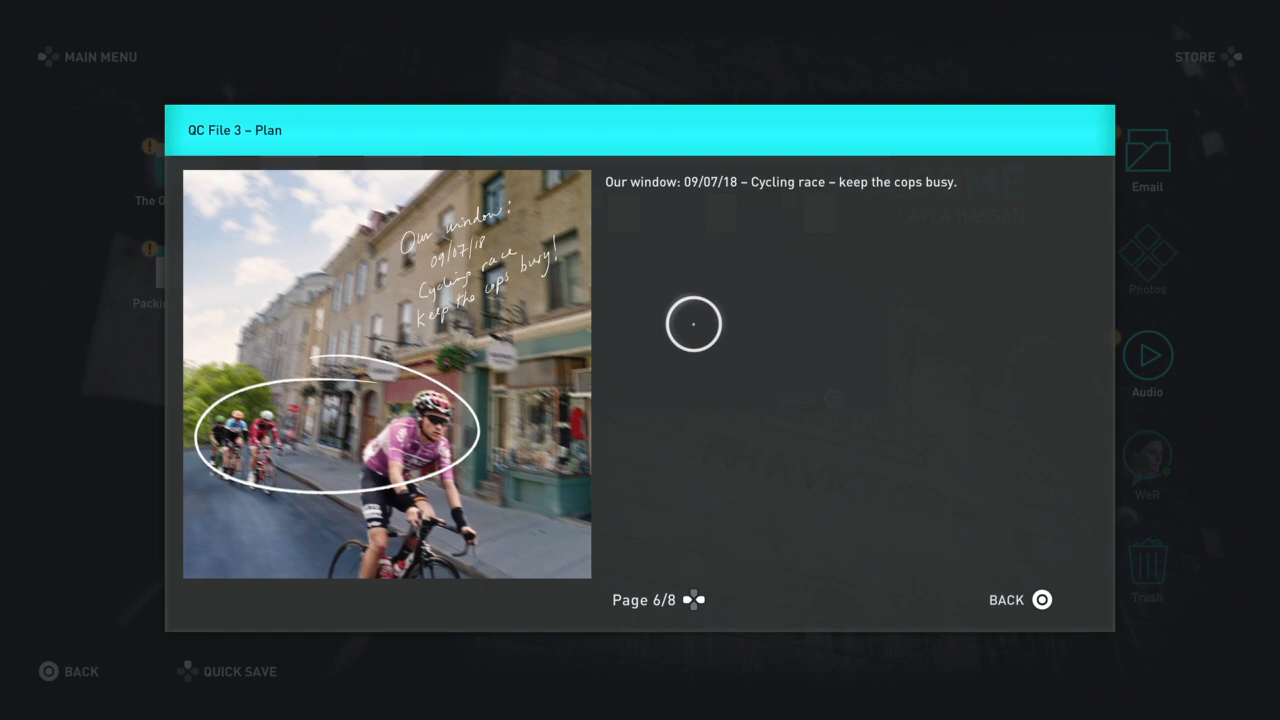 MAIN MENU
STORE
QC File 3 – Plan
Our window: 09/07/18 – Cycling race – keep the cops busy.
Our window:
09/07/18
Cycling race
keep the cops busy!
The
Email
Photos
Audio
WeR
Trash
Page 6/8
BACK
BACK
QUICK SAVE